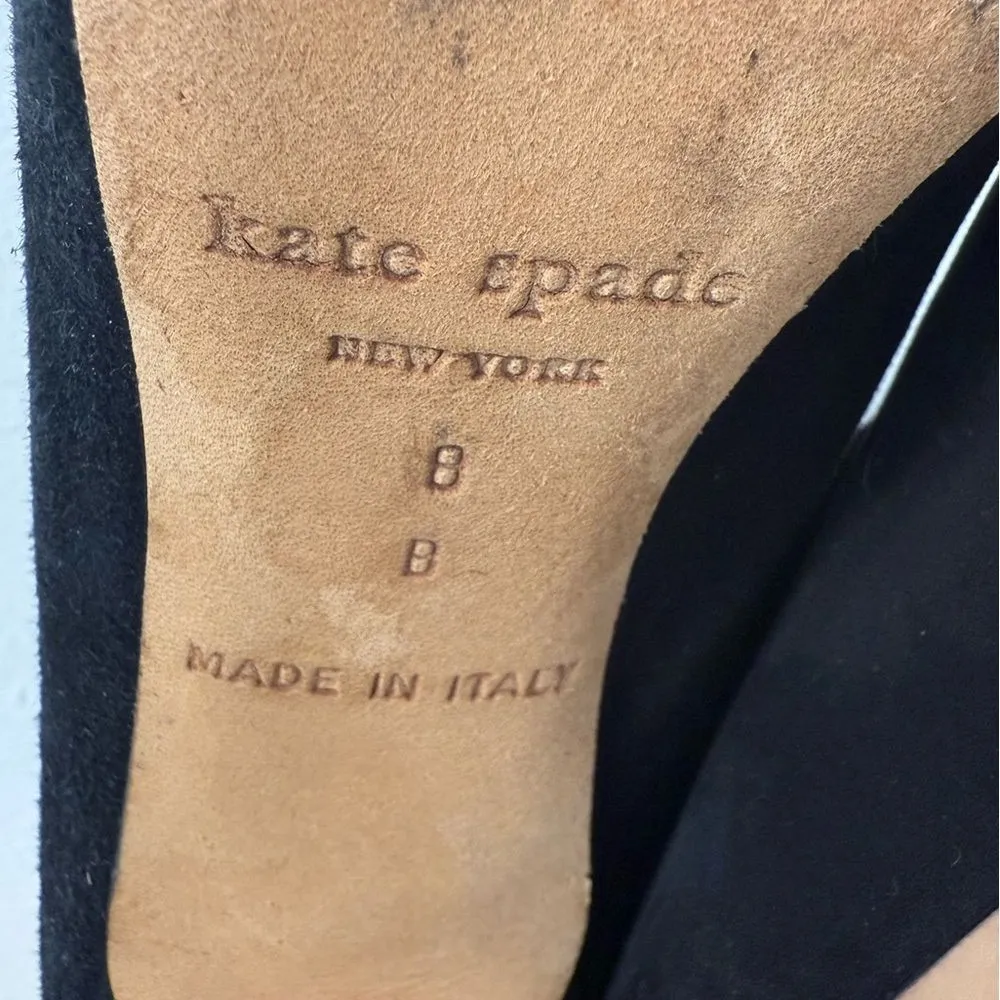 kate spade
NEW YORK
8
B
MADE IN ITALY